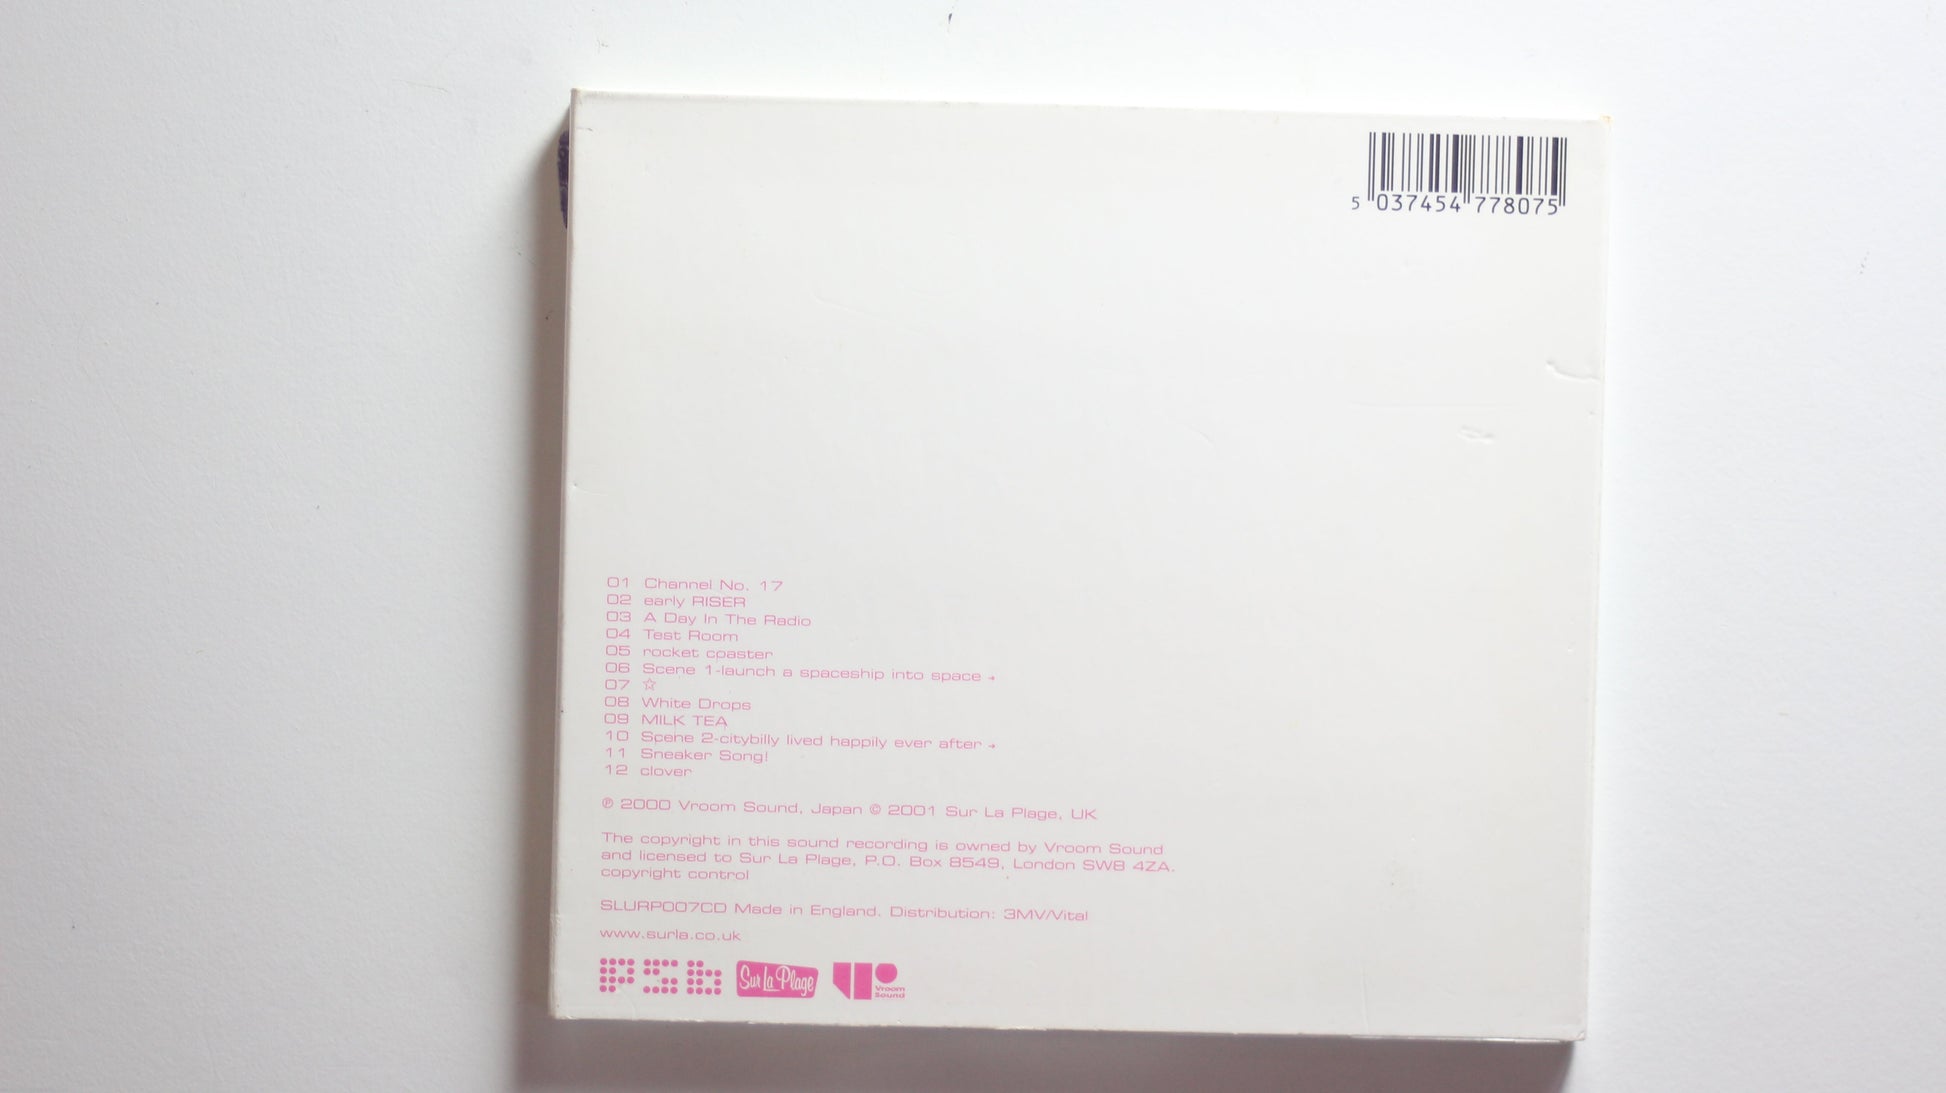 5 037454 778075
01 Channel No. 17
02 early RISER
03 A Day In The Radio
04 Test Room
05 rocket coaster
06 Scene 1-launch a spaceship into space →
07 ☆
08 White Drops
09 MILK TEA
10 Scene 2-citybilly lived happily ever after →
11 Sneaker Song!
12 clover
℗ 2000 Vroom Sound, Japan © 2001 Sur La Plage, UK
The copyright in this sound recording is owned by Vroom Sound
and licensed to Sur La Plage, P.O. Box 8549, London SW8 4ZA.
copyright control
SLURP007CD Made in England. Distribution: 3MV/Vital
www.surla.co.uk
PSb Sur La Plage Vroom
Sound